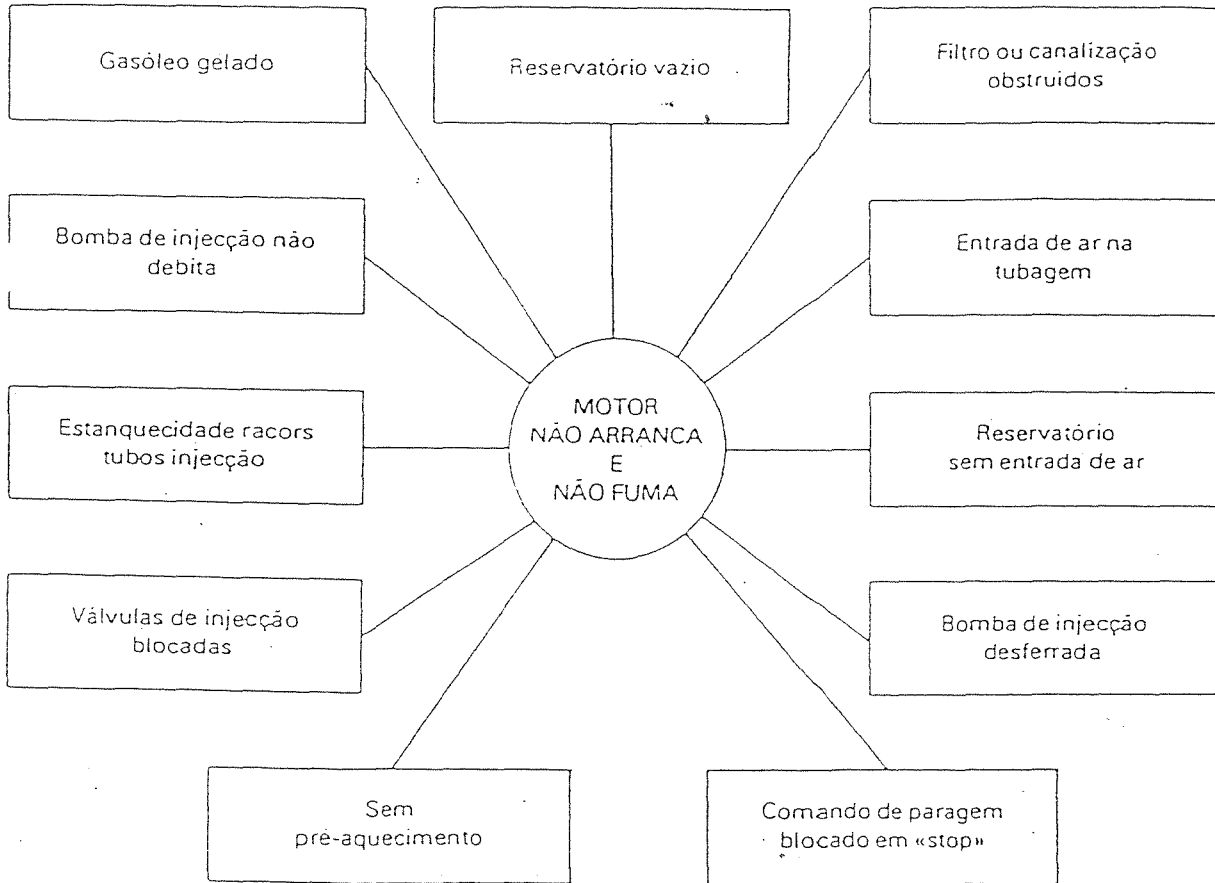 Gasóleo gelado
Reservatório vazio
Filtro ou canalização
obstruidos
Bomba de injecção não
debita
Entrada de ar na
tubagem
MOTOR
NÃO ARRANCA
E
NÃO FUMA
Estanquecidade racors
tubos injecção
Reservatório
sem entrada de ar
Válvulas de injecção
blocadas
Bomba de injecção
desferrada
Sem
pré-aquecimento
Comando de paragem
blocado em «stop»